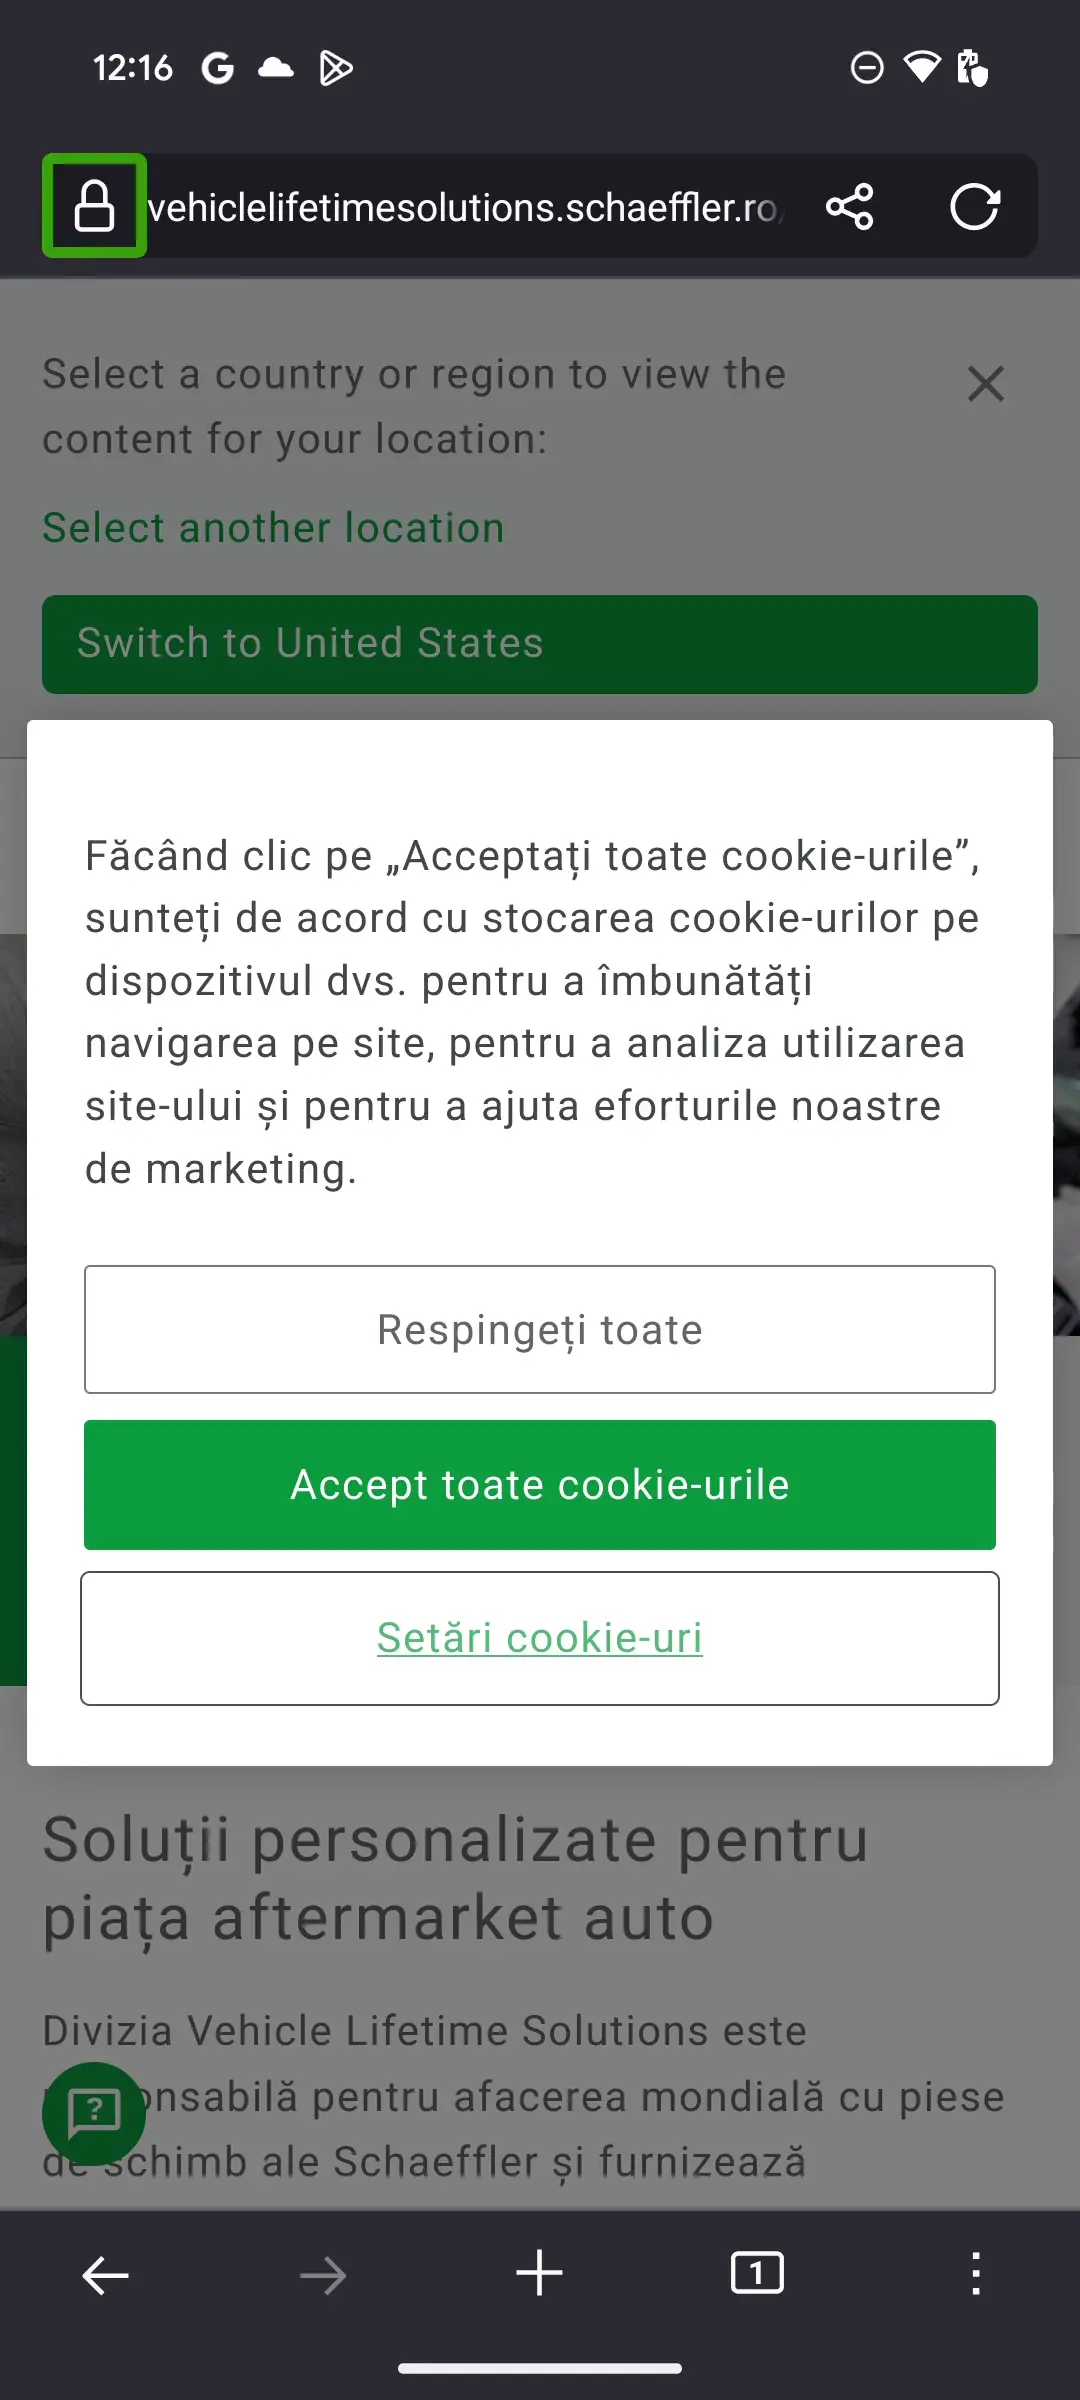 12:16
vehiclelifetimesolutions.schaeffler.ro
Select a country or region to view the
content for your location:
Select another location
Switch to United States
Făcând clic pe „Acceptați toate cookie-urile”,
sunteți de acord cu stocarea cookie-urilor pe
dispozitivul dvs. pentru a îmbunătăți
navigarea pe site, pentru a analiza utilizarea
site-ului și pentru a ajuta eforturile noastre
de marketing.
Respingeți toate
Accept toate cookie-urile
Setări cookie-uri
Soluții personalizate pentru
piața aftermarket auto
Divizia Vehicle Lifetime Solutions este
pentru afacerea mondială cu piese
de schimb ale Schaeffler și furnizează
1